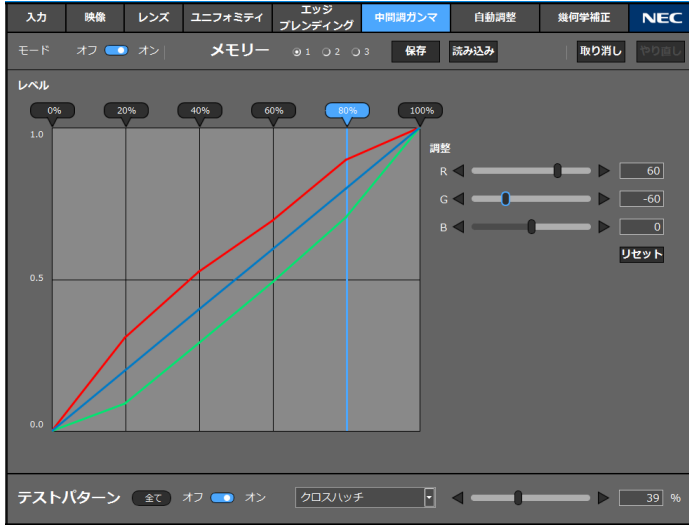 入力 映像 レンズ ユニフォミティ エッジ ブレンディング 中間調ガンマ 自動調整 幾何学補正 NEC
モード オフ オン メモリー 1 2 3 保存 読み込み 取り消し やり直し
レベル
0% 20% 40% 60% 80% 100%
1.0
調整
R 60
G -60
B 0
リセット
0.5
0.0
テストパターン 全て オフ オン クロスハッチ 39 %